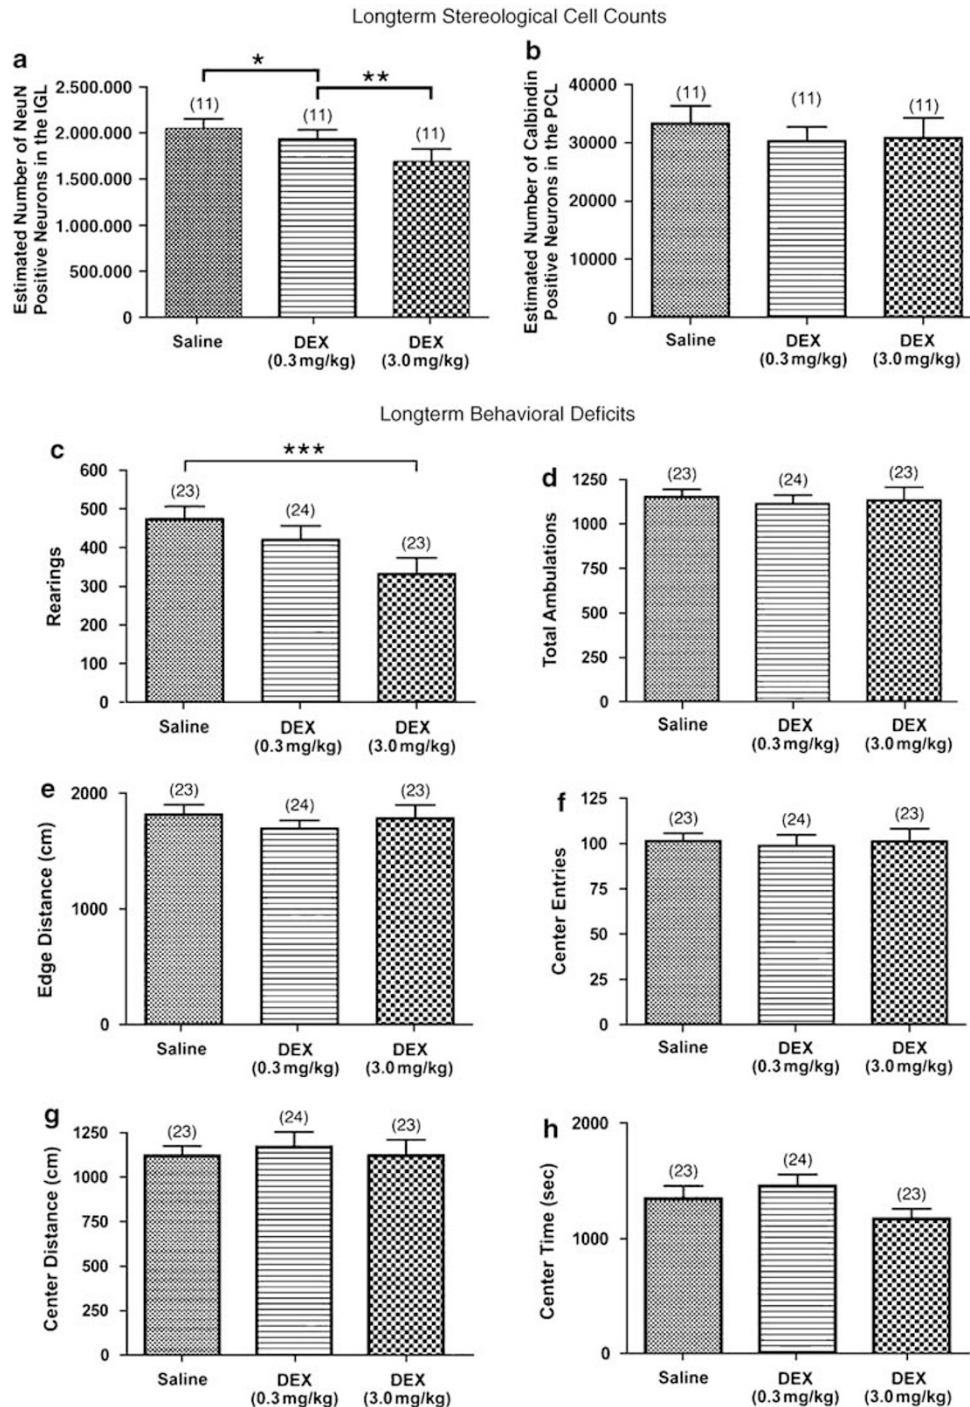 Longterm Stereological Cell Counts
a
*
**
Estimated Number of NeuN
Positive Neurons in the IGL
2.500.000
2.000.000
1.500.000
1.000.000
500.000
0
(11)
(11)
(11)
Saline
DEX
(0.3 mg/kg)
DEX
(3.0 mg/kg)
b
Estimated Number of Calbindin
Positive Neurons in the PCL
40000
30000
20000
10000
0
(11)
(11)
(11)
Saline
DEX
(0.3 mg/kg)
DEX
(3.0 mg/kg)
Longterm Behavioral Deficits
c
***
Rearings
600
500
400
300
200
100
0
(23)
(24)
(23)
Saline
DEX
(0.3 mg/kg)
DEX
(3.0 mg/kg)
d
Total Ambulations
1250
1000
750
500
250
0
(23)
(24)
(23)
Saline
DEX
(0.3 mg/kg)
DEX
(3.0 mg/kg)
e
Edge Distance (cm)
2000
1000
0
(23)
(24)
(23)
Saline
DEX
(0.3 mg/kg)
DEX
(3.0 mg/kg)
f
Center Entries
125
100
75
50
25
0
(23)
(24)
(23)
Saline
DEX
(0.3 mg/kg)
DEX
(3.0 mg/kg)
g
Center Distance (cm)
1250
1000
750
500
250
0
(23)
(24)
(23)
Saline
DEX
(0.3 mg/kg)
DEX
(3.0 mg/kg)
h
Center Time (sec)
2000
1000
0
(23)
(24)
(23)
Saline
DEX
(0.3 mg/kg)
DEX
(3.0 mg/kg)